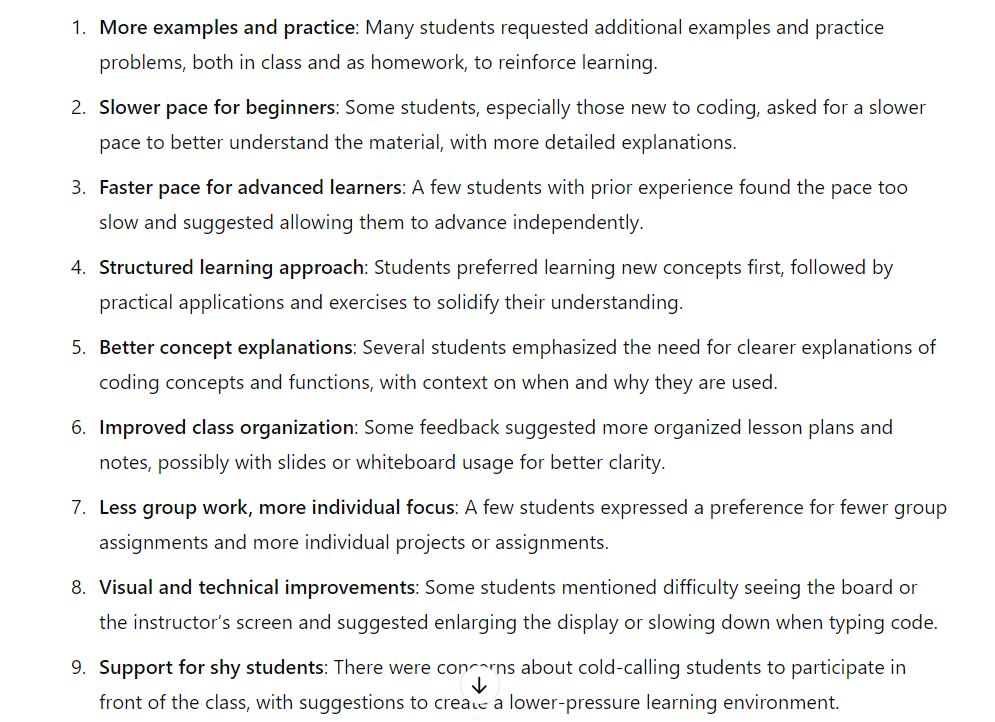 1. More examples and practice: Many students requested additional examples and practice
problems, both in class and as homework, to reinforce learning.
2. Slower pace for beginners: Some students, especially those new to coding, asked for a slower
pace to better understand the material, with more detailed explanations.
3. Faster pace for advanced learners: A few students with prior experience found the pace too
slow and suggested allowing them to advance independently.
4. Structured learning approach: Students preferred learning new concepts first, followed by
practical applications and exercises to solidify their understanding.
5. Better concept explanations: Several students emphasized the need for clearer explanations of
coding concepts and functions, with context on when and why they are used.
6. Improved class organization: Some feedback suggested more organized lesson plans and
notes, possibly with slides or whiteboard usage for better clarity.
7. Less group work, more individual focus: A few students expressed a preference for fewer group
assignments and more individual projects or assignments.
8. Visual and technical improvements: Some students mentioned difficulty seeing the board or
the instructor's screen and suggested enlarging the display or slowing down when typing code.
9. Support for shy students: There were concerns about cold-calling students to participate in
front of the class, with suggestions to create a lower-pressure learning environment.